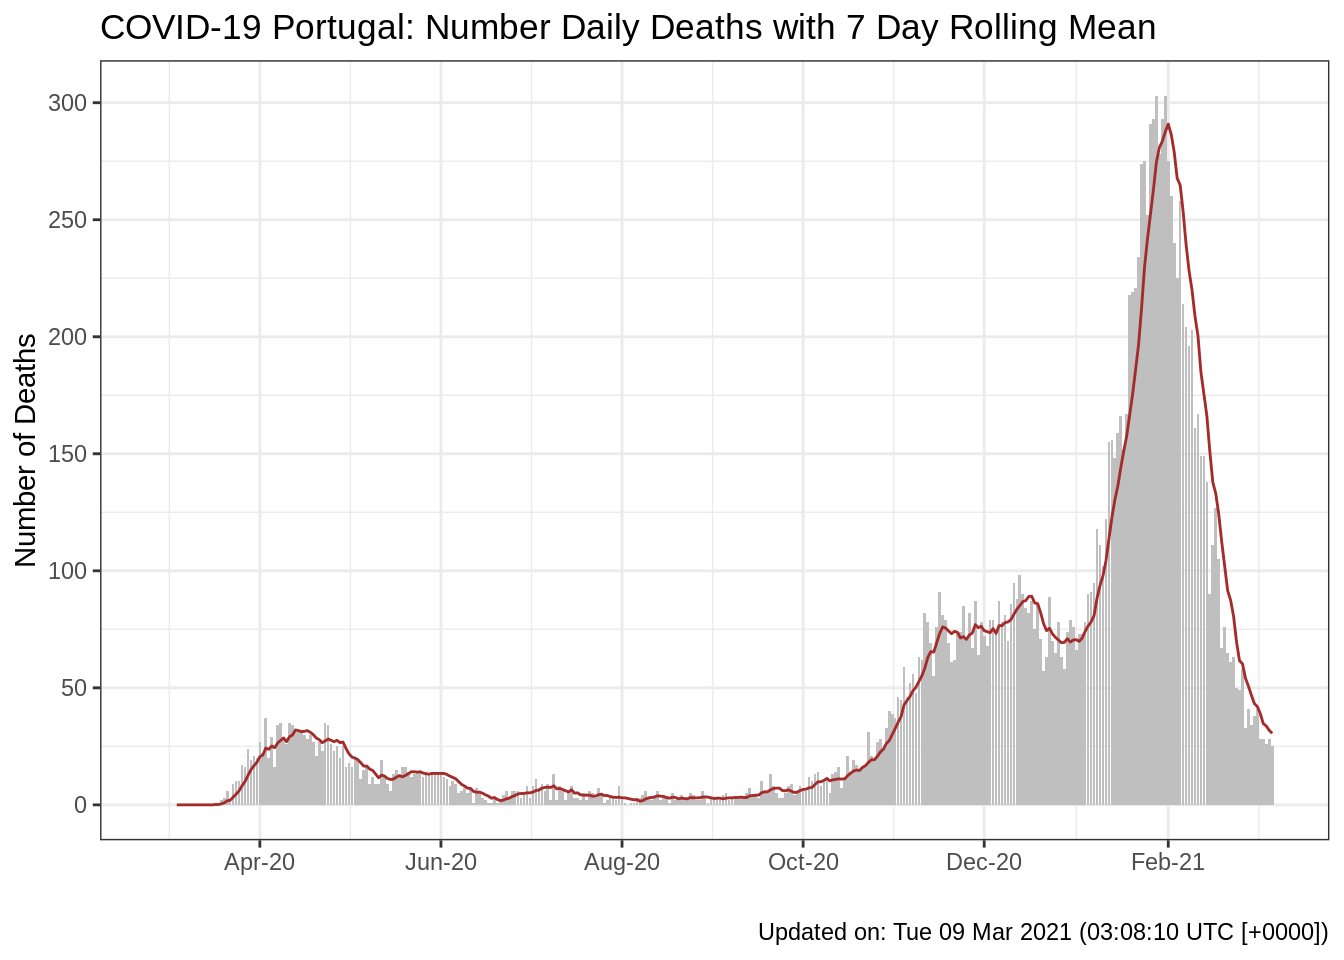 COVID-19 Portugal: Number Daily Deaths with 7 Day Rolling Mean
Number of Deaths
300
250
200
150
100
50
0
Apr-20 Jun-20 Aug-20 Oct-20 Dec-20 Feb-21
Updated on: Tue 09 Mar 2021 (03:08:10 UTC [+0000])